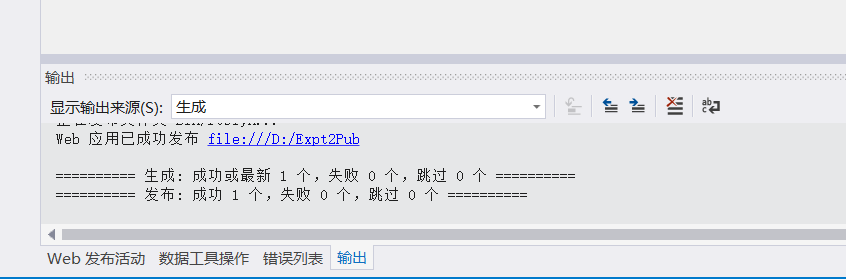 输出
显示输出来源(S): 生成
Web 应用已成功发布 file:///D:/Expt2Pub
========== 生成: 成功或最新 1 个，失败 0 个，跳过 0 个 ==========
========== 发布: 成功 1 个，失败 0 个，跳过 0 个 ==========
Web 发布活动 数据工具操作 错误列表 输出